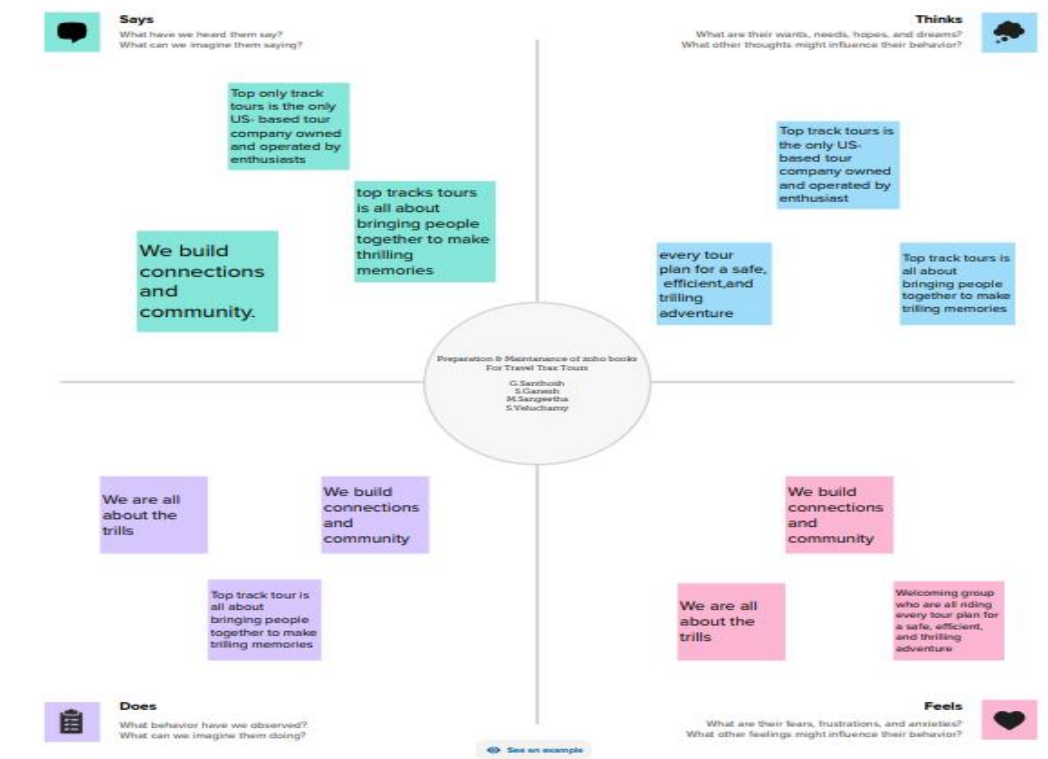 Says
What have we heard them say?
What can we imagine them saying?
Thinks
What are their wants, needs, hopes, and dreams?
What other thoughts might influence their behavior?
Top only track
tours is the only
US- based tour
company owned
and operated by
enthusiasts
top tracks tours
is all about
bringing people
together to make
thrilling
memories
We build
connections
and
community.
Top track tours is
the only US-
based tour
company owned
and operated by
enthusiast
every tour
plan for a safe,
efficient,and
trilling
adventure
Top track tours is
all about
bringing people
together to make
trilling memories
Preparation & Maintanance of zoho books
For Travel Trax Tours
G.Santhosh
S.Ganesh
M.Sangeetha
S.Veluchamy
We are all
about the
trills
We build
connections
and
community
Top track tour is
all about
bringing people
together to make
trilling memories
We build
connections
and
community
We are all
about the
trills
Welcoming group
who are all riding
every tour plan for
a safe, efficient,
and thrilling
adventure
Does
What behavior have we observed?
What can we imagine them doing?
Feels
What are their fears, frustrations, and anxieties?
What other feelings might influence their behavior?
See an example